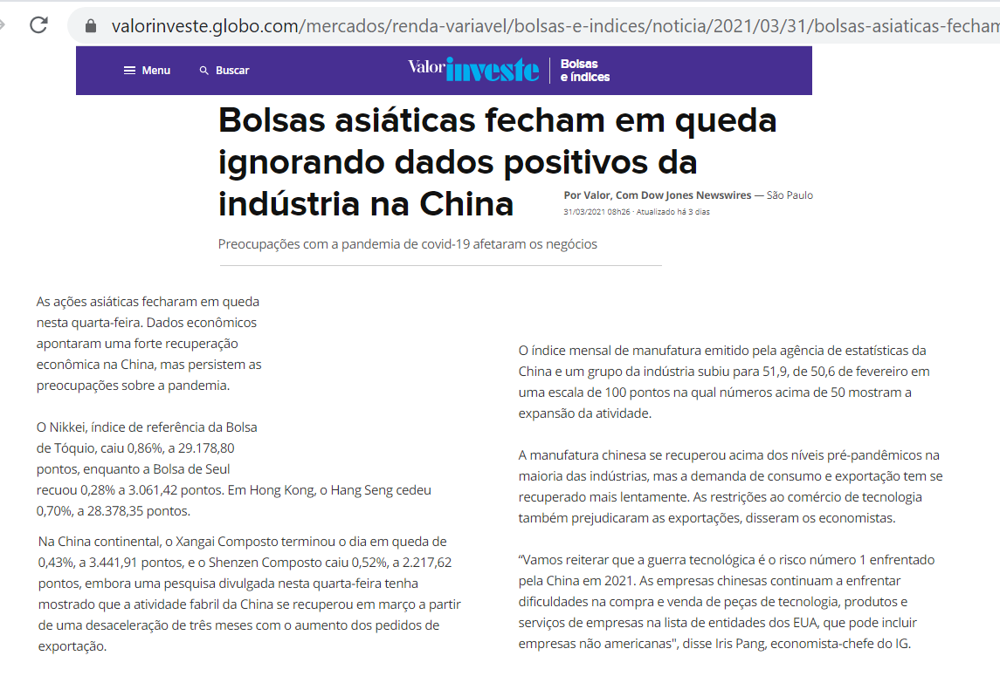 valorinveste.globo.com/mercados/renda-variavel/bolsas-e-indices/noticia/2021/03/31/bolsas-asiaticas-fecham
Menu
Buscar
Valor investe
Bolsas
e índices
Bolsas asiáticas fecham em queda
ignorando dados positivos da
indústria na China
Por Valor, Com Dow Jones Newswires — São Paulo
31/03/2021 08h26 · Atualizado há 3 dias
Preocupações com a pandemia de covid-19 afetaram os negócios
As ações asiáticas fecharam em queda
nesta quarta-feira. Dados econômicos
apontaram uma forte recuperação
econômica na China, mas persistem as
preocupações sobre a pandemia.
O Nikkei, índice de referência da Bolsa
de Tóquio, caiu 0,86%, a 29.178,80
pontos, enquanto a Bolsa de Seul
recuou 0,28% a 3.061,42 pontos. Em Hong Kong, o Hang Seng cedeu
0,70%, a 28.378,35 pontos.
Na China continental, o Xangai Composto terminou o dia em queda de
0,43%, a 3.441,91 pontos, e o Shenzen Composto caiu 0,52%, a 2.217,62
pontos, embora uma pesquisa divulgada nesta quarta-feira tenha
mostrado que a atividade fabril da China se recuperou em março a partir
de uma desaceleração de três meses com o aumento dos pedidos de
exportação.
O índice mensal de manufatura emitido pela agência de estatísticas da
China e um grupo da indústria subiu para 51,9, de 50,6 de fevereiro em
uma escala de 100 pontos na qual números acima de 50 mostram a
expansão da atividade.
A manufatura chinesa se recuperou acima dos níveis pré-pandêmicos na
maioria das indústrias, mas a demanda de consumo e exportação tem se
recuperado mais lentamente. As restrições ao comércio de tecnologia
também prejudicaram as exportações, disseram os economistas.
“Vamos reiterar que a guerra tecnológica é o risco número 1 enfrentado
pela China em 2021. As empresas chinesas continuam a enfrentar
dificuldades na compra e venda de peças de tecnologia, produtos e
serviços de empresas na lista de entidades dos EUA, que pode incluir
empresas não americanas", disse Iris Pang, economista-chefe do IG.